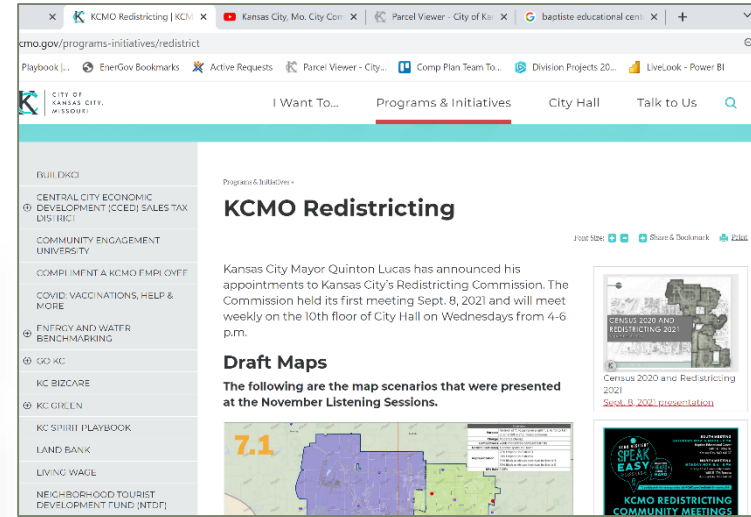 KCMO Redistricting | KCM
Kansas City, Mo. City Com
Parcel Viewer - City of Kan
baptiste educational cente
cmo.gov/programs-initiatives/redistrict
Playbook |...
EnerGov Bookmarks
Active Requests
Parcel Viewer - City...
Comp Plan Team To...
Division Projects 20...
LiveLook - Power BI
CITY OF
KANSAS CITY,
MISSOURI
I Want To...
Programs & Initiatives
City Hall
Talk to Us
BUILDKC
CENTRAL CITY ECONOMIC
DEVELOPMENT (CCED) SALES TAX
DISTRICT
COMMUNITY ENGAGEMENT
UNIVERSITY
COMPLIMENT A KCMO EMPLOYEE
COVID: VACCINATIONS, HELP &
MORE
ENERGY AND WATER
BENCHMARKING
GO KC
KC BIZCARE
KC GREEN
KC SPIRIT PLAYBOOK
LAND BANK
LIVING WAGE
NEIGHBORHOOD TOURIST
DEVELOPMENT FUND (NTDF)
Programs & Initiatives »
KCMO Redistricting
Font Size:
Share & Bookmark
Print
Kansas City Mayor Quinton Lucas has announced his
appointments to Kansas City's Redistricting Commission. The
Commission held its first meeting Sept. 8, 2021 and will meet
weekly on the 10th floor of City Hall on Wednesdays from 4-6
p.m.
Draft Maps
The following are the map scenarios that were presented
at the November Listening Sessions.
7.1
CENSUS 2020 AND
REDISTRICTING 2021
Census 2020 and Redistricting
2021
Sept. 8, 2021 presentation
SPEAK
EASY
SOUTH MEETING
KCMO REDISTRICTING
COMMUNITY MEETINGS